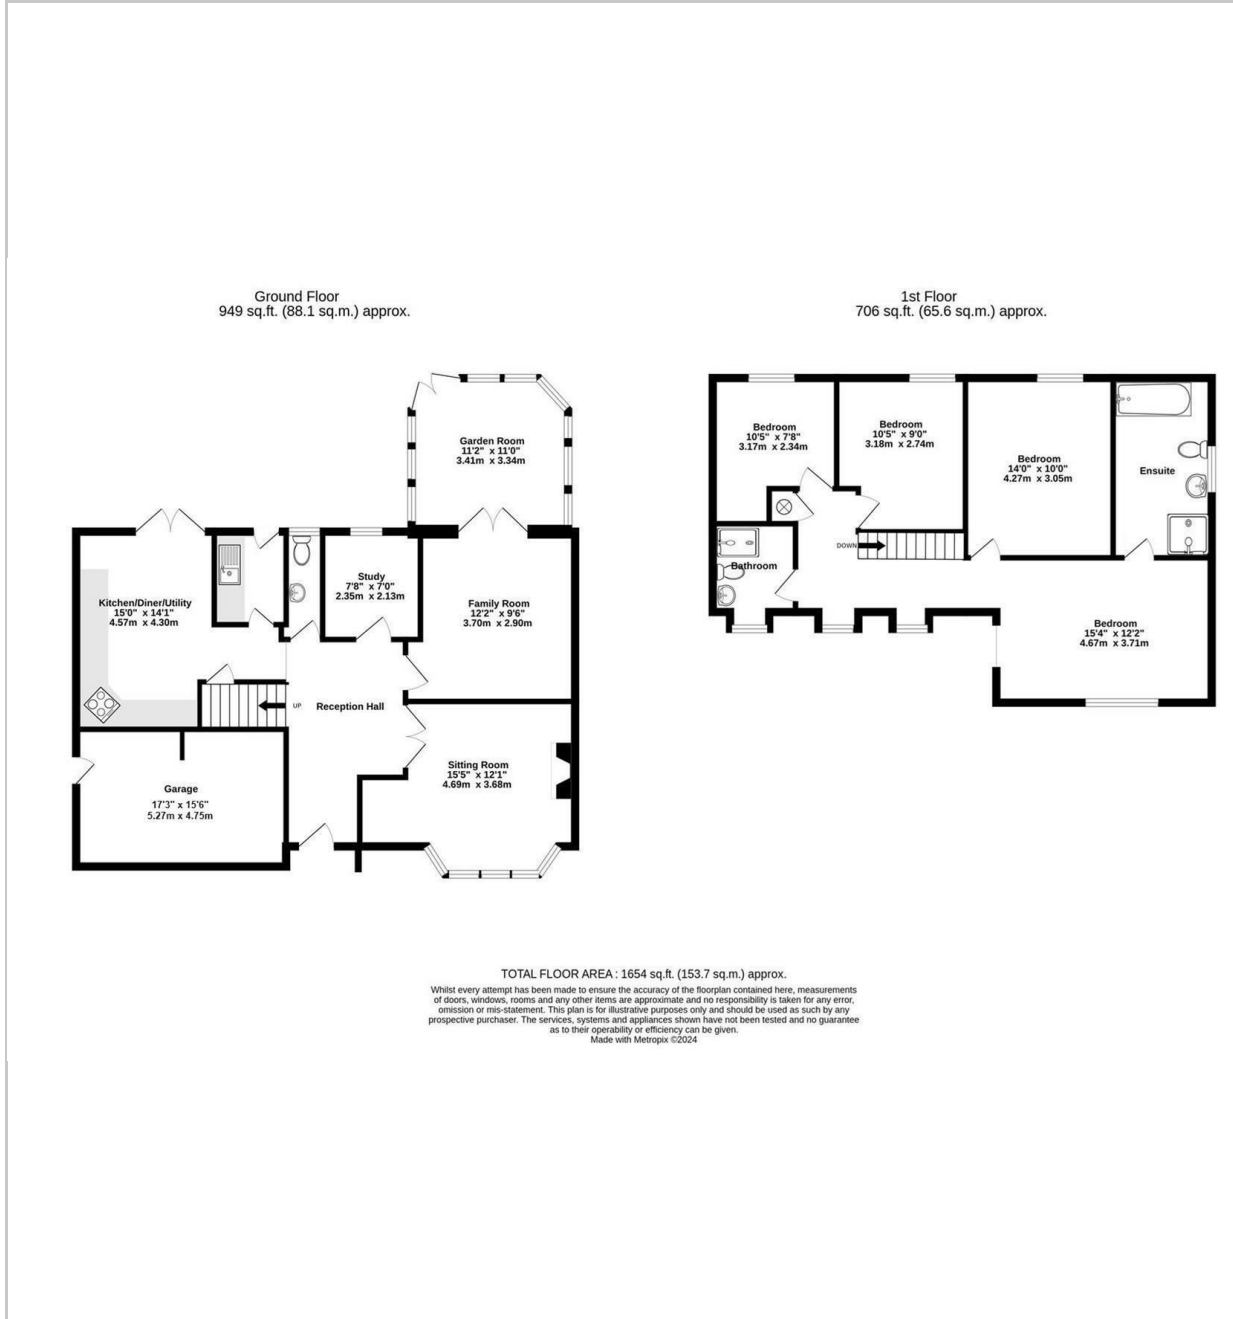 Ground Floor
949 sq.ft. (88.1 sq.m.) approx.
1st Floor
706 sq.ft. (65.6 sq.m.) approx.
Garden Room
11'2" x 11'0"
3.41m x 3.34m
Kitchen/Diner/Utility
15'0" x 14'1"
4.57m x 4.30m
Study
7'8" x 7'0"
2.35m x 2.13m
Family Room
12'2" x 9'6"
3.70m x 2.90m
UP
Reception Hall
Sitting Room
15'5" x 12'1"
4.69m x 3.68m
Garage
17'3" x 15'6"
5.27m x 4.75m
Bedroom
10'5" x 7'8"
3.17m x 2.34m
Bedroom
10'5" x 9'0"
3.18m x 2.74m
Bedroom
14'0" x 10'0"
4.27m x 3.05m
Ensuite
DOWN
Bathroom
Bedroom
15'4" x 12'2"
4.67m x 3.71m
TOTAL FLOOR AREA : 1654 sq.ft. (153.7 sq.m.) approx.
Whilst every attempt has been made to ensure the accuracy of the floorplan contained here, measurements
of doors, windows, rooms and any other items are approximate and no responsibility is taken for any error,
omission or mis-statement. This plan is for illustrative purposes only and should be used as such by any
prospective purchaser. The services, systems and appliances shown have not been tested and no guarantee
as to their operability or efficiency can be given.
Made with Metropix ©2024